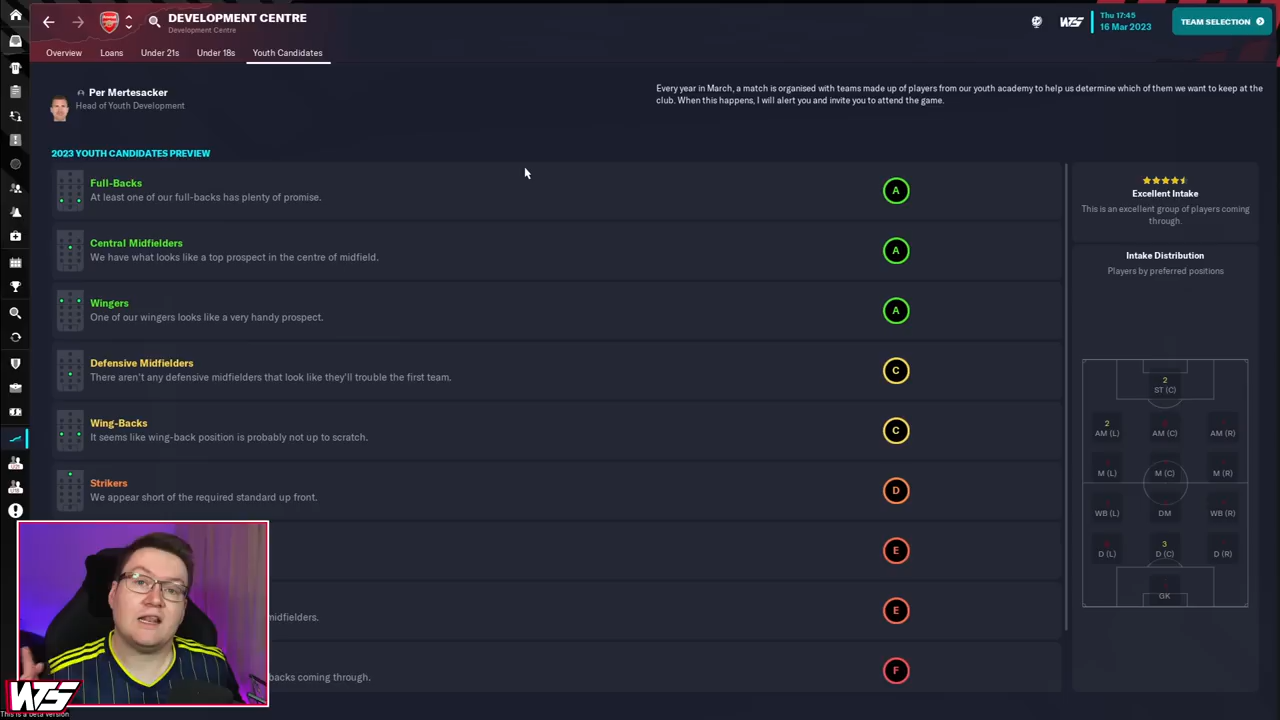 DEVELOPMENT CENTRE
Development Centre
WTS
Thu 17:45
16 Mar 2023
TEAM SELECTION
Overview
Loans
Under 21s
Under 18s
Youth Candidates
Per Mertesacker
Head of Youth Development
Every year in March, a match is organised with teams made up of players from our youth academy to help us determine which of them we want to keep at the
club. When this happens, I will alert you and invite you to attend the game.
2023 YOUTH CANDIDATES PREVIEW
Full-Backs
At least one of our full-backs has plenty of promise.
A
Central Midfielders
We have what looks like a top prospect in the centre of midfield.
A
Wingers
One of our wingers looks like a very handy prospect.
A
Defensive Midfielders
There aren't any defensive midfielders that look like they'll trouble the first team.
C
Wing-Backs
It seems like wing-back position is probably not up to scratch.
C
Strikers
We appear short of the required standard up front.
D
E
midfielders.
E
backs coming through.
F
Excellent Intake
This is an excellent group of players coming
through.
Intake Distribution
Players by preferred positions
2
ST (C)
2
AM (L)
AM (C)
AM (R)
M (L)
M (C)
M (R)
WB (L)
DM
WB (R)
D (L)
3
D (C)
D (R)
GK
WTS
This is a beta version